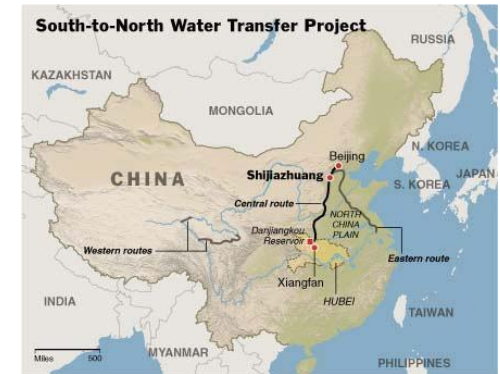 South-to-North Water Transfer Project
RUSSIA
KAZAKHSTAN
MONGOLIA
N. KOREA
Beijing
JAPAN
CHINA
Shijiazhuang
S. KOREA
Central route
NORTH
CHINA
PLAIN
Danjiangkou
Reservoir
Western routes
Eastern route
Xiangfan
INDIA
HUBEI
TAIWAN
MYANMAR
Miles 500
PHILIPPINES